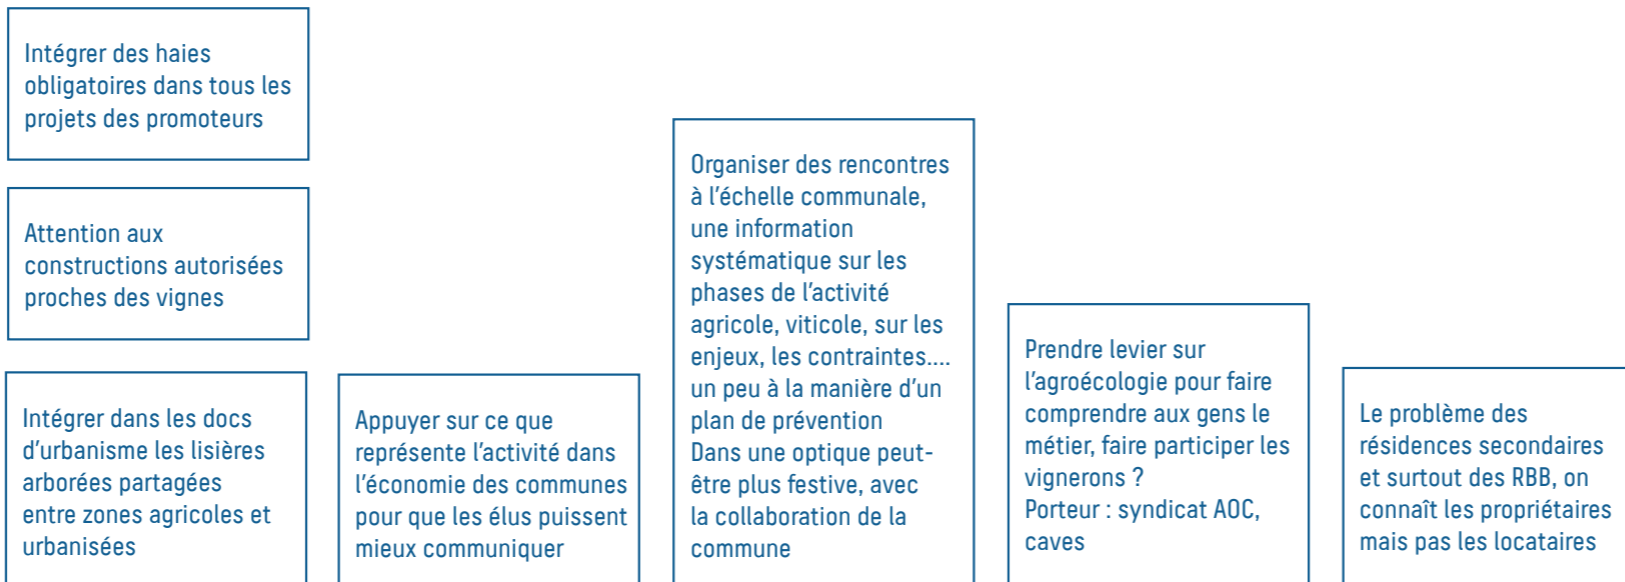 Intégrer des haies
obligatoires dans tous les
projets des promoteurs
Attention aux
constructions autorisées
proches des vignes
Intégrer dans les docs
d'urbanisme les lisières
arborées partagées
entre zones agricoles et
urbanisées
Appuyer sur ce que
représente l'activité dans
l'économie des communes
pour que les élus puissent
mieux communiquer
Organiser des rencontres
à l'échelle communale,
une information
systématique sur les
phases de l'activité
agricole, viticole, sur les
enjeux, les contraintes....
un peu à la manière d'un
plan de prévention
Dans une optique peut-
être plus festive, avec
la collaboration de la
commune
Prendre levier sur
l'agroécologie pour faire
comprendre aux gens le
métier, faire participer les
vignerons ?
Porteur : syndicat AOC,
caves
Le problème des
résidences secondaires
et surtout des RBB, on
connaît les propriétaires
mais pas les locataires